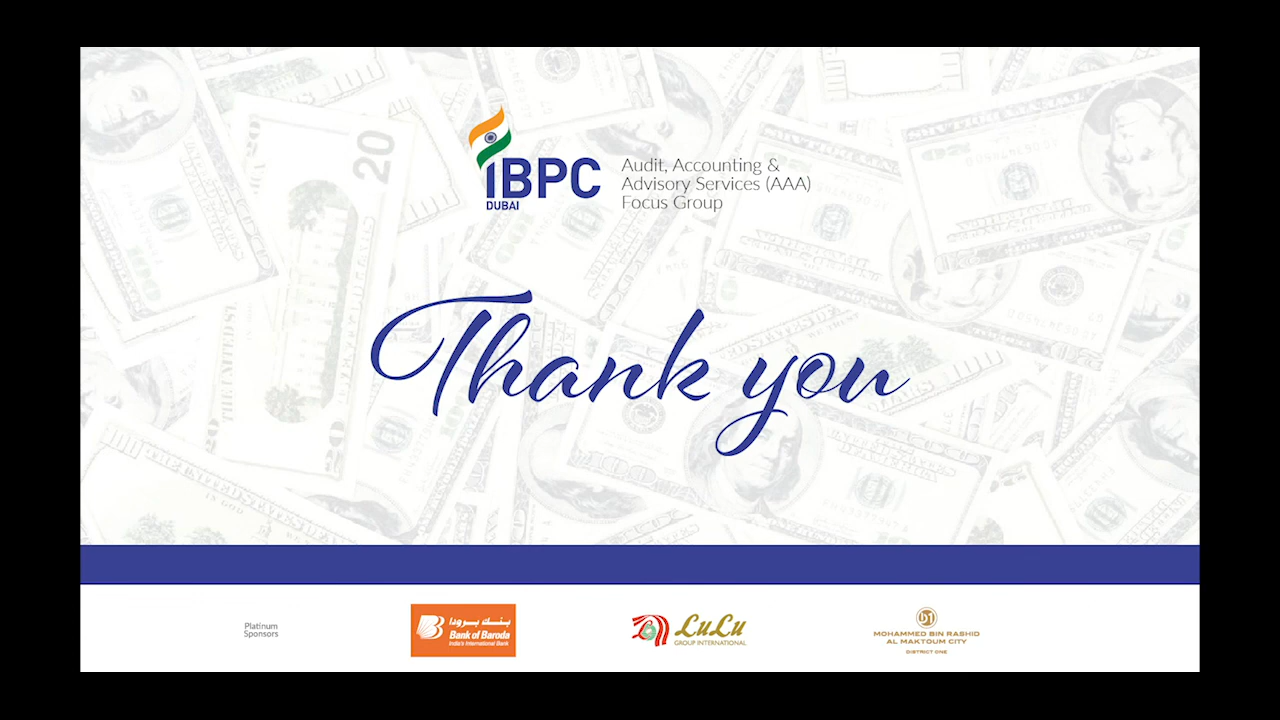 IBPC
DUBAI
Audit, Accounting &
Advisory Services (AAA)
Focus Group
Thank you
Platinum
Sponsors
بنك برودا
Bank of Baroda
India's International Bank
LuLu
GROUP INTERNATIONAL
D1
MOHAMMED BIN RASHID
AL MAKTOUM CITY
DISTRICT ONE